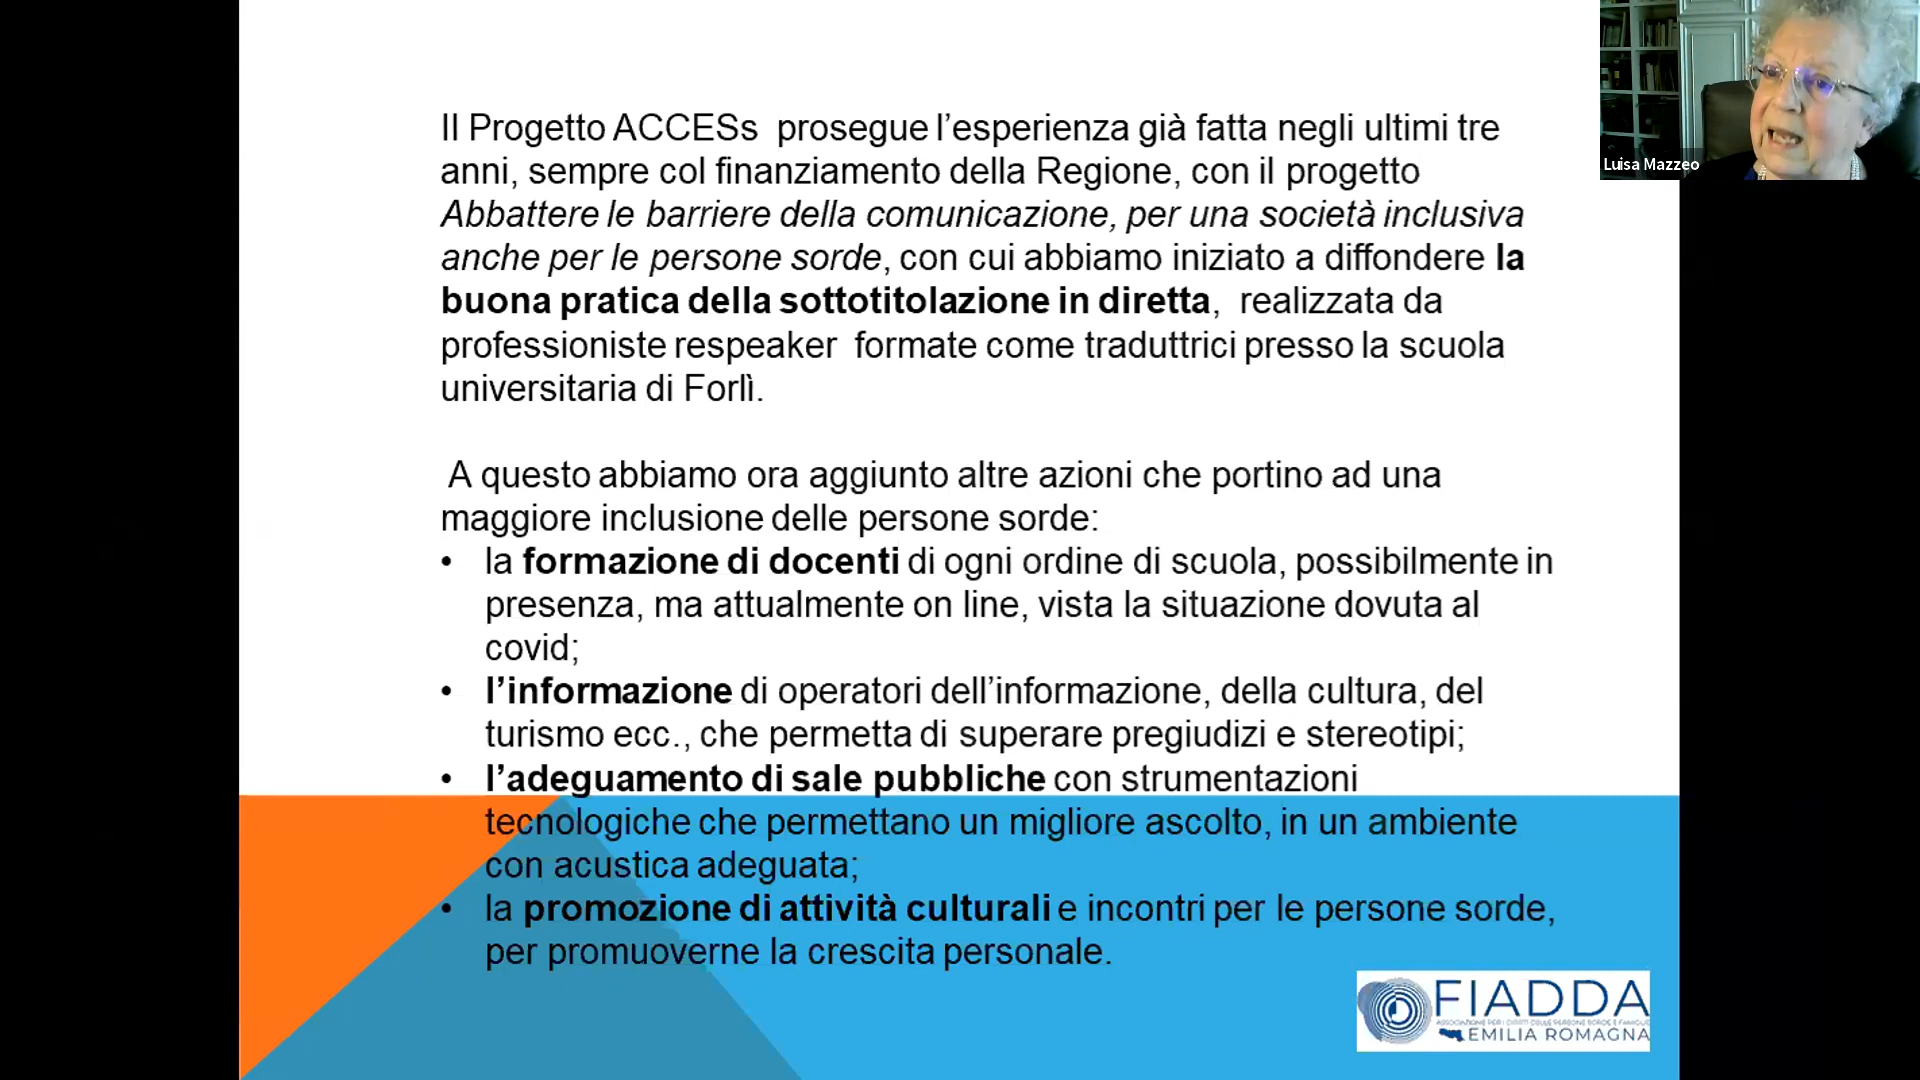 Il Progetto ACCESs prosegue l’esperienza già fatta negli ultimi tre
anni, sempre col finanziamento della Regione, con il progetto
Abbattere le barriere della comunicazione, per una società inclusiva
anche per le persone sorde, con cui abbiamo iniziato a diffondere la
buona pratica della sottotitolazione in diretta, realizzata da
professioniste respeaker formate come traduttrici presso la scuola
universitaria di Forlì.
A questo abbiamo ora aggiunto altre azioni che portino ad una
maggiore inclusione delle persone sorde:
• la formazione di docenti di ogni ordine di scuola, possibilmente in
presenza, ma attualmente on line, vista la situazione dovuta al
covid;
• l’informazione di operatori dell’informazione, della cultura, del
turismo ecc., che permetta di superare pregiudizi e stereotipi;
• l’adeguamento di sale pubbliche con strumentazioni
tecnologiche che permettano un migliore ascolto, in un ambiente
con acustica adeguata;
• la promozione di attività culturali e incontri per le persone sorde,
per promuoverne la crescita personale.
Luisa Mazzeo
FIADDA
ASSOCIAZIONE PER I DIRITTI DELLE PERSONE SORDE E FAMIGLIE
EMILIA ROMAGNA